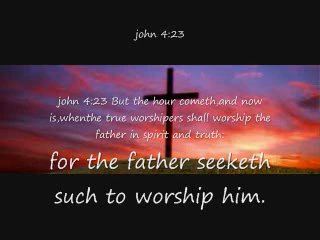 john 4:23
john 4:23 But the hour cometh,and now
is,whenthe true worshipers shall worship the
father in spirit and truth:
for the father seeketh
such to worship him.